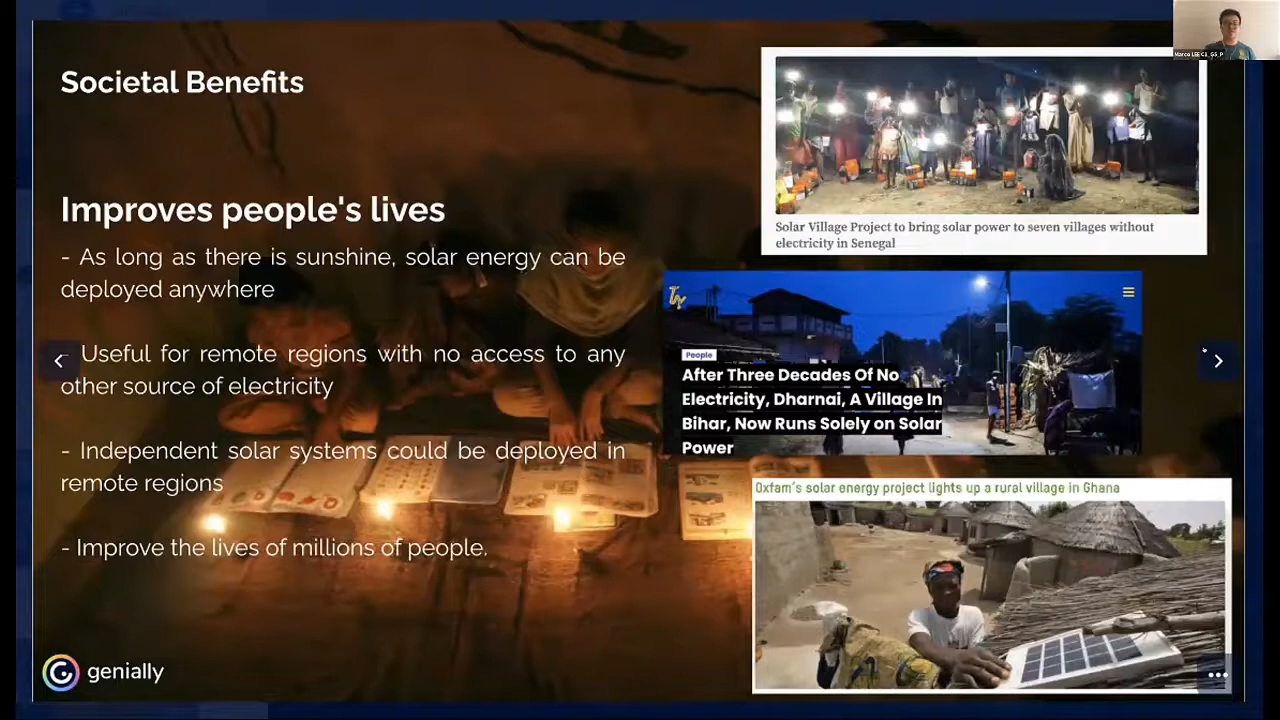 Societal Benefits
Improves people's lives
- As long as there is sunshine, solar energy can be
deployed anywhere
Useful for remote regions with no access to any
other source of electricity
- Independent solar systems could be deployed in
remote regions
- Improve the lives of millions of people.
genially
Solar Village Project to bring solar power to seven villages without
electricity in Senegal
People
After Three Decades Of No
Electricity, Dharnai, A Village In
Bihar, Now Runs Solely on Solar
Power
Oxfam's solar energy project lights up a rural village in Ghana